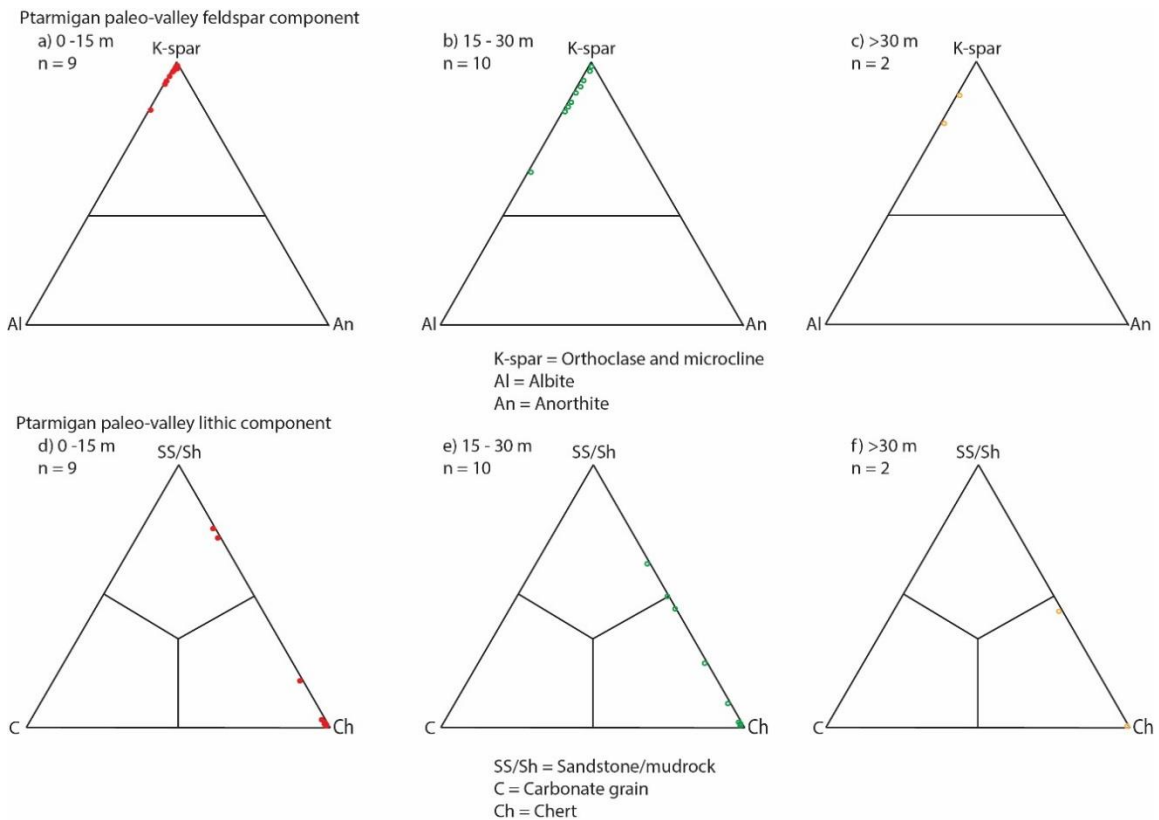 Ptarmigan paleo-valley feldspar component
a) 0 -15 m
n = 9
K-spar
Al
An
b) 15 - 30 m
n = 10
K-spar
Al
An
c) >30 m
n = 2
K-spar
Al
An
K-spar = Orthoclase and microcline
Al = Albite
An = Anorthite
Ptarmigan paleo-valley lithic component
d) 0 -15 m
n = 9
SS/Sh
C
Ch
e) 15 - 30 m
n = 10
SS/Sh
C
Ch
f) >30 m
n = 2
SS/Sh
C
Ch
SS/Sh = Sandstone/mudrock
C = Carbonate grain
Ch = Chert